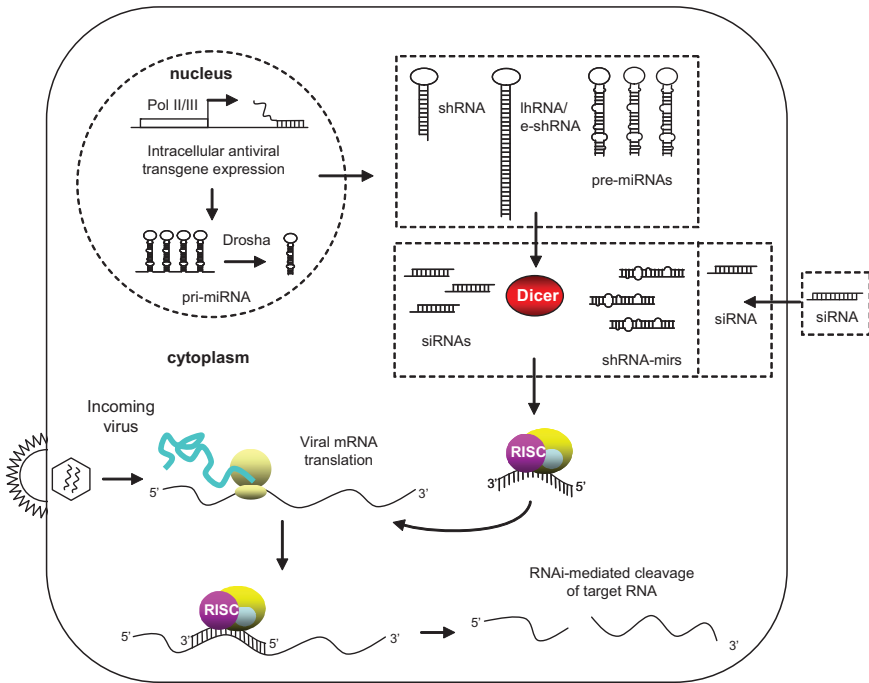 nucleus
Pol II/III
Intracellular antiviral
transgene expression
Drosha
pri-miRNA
shRNA
lhRNA/
e-shRNA
pre-miRNAs
Dicer
siRNAs
shRNA-mirs
siRNA
siRNA
cytoplasm
Incoming
virus
Viral mRNA
translation
5’
3’
RISC
3’
5’
RNAi-mediated cleavage
of target RNA
RISC
5’
3’
5’
3’
5’
3’